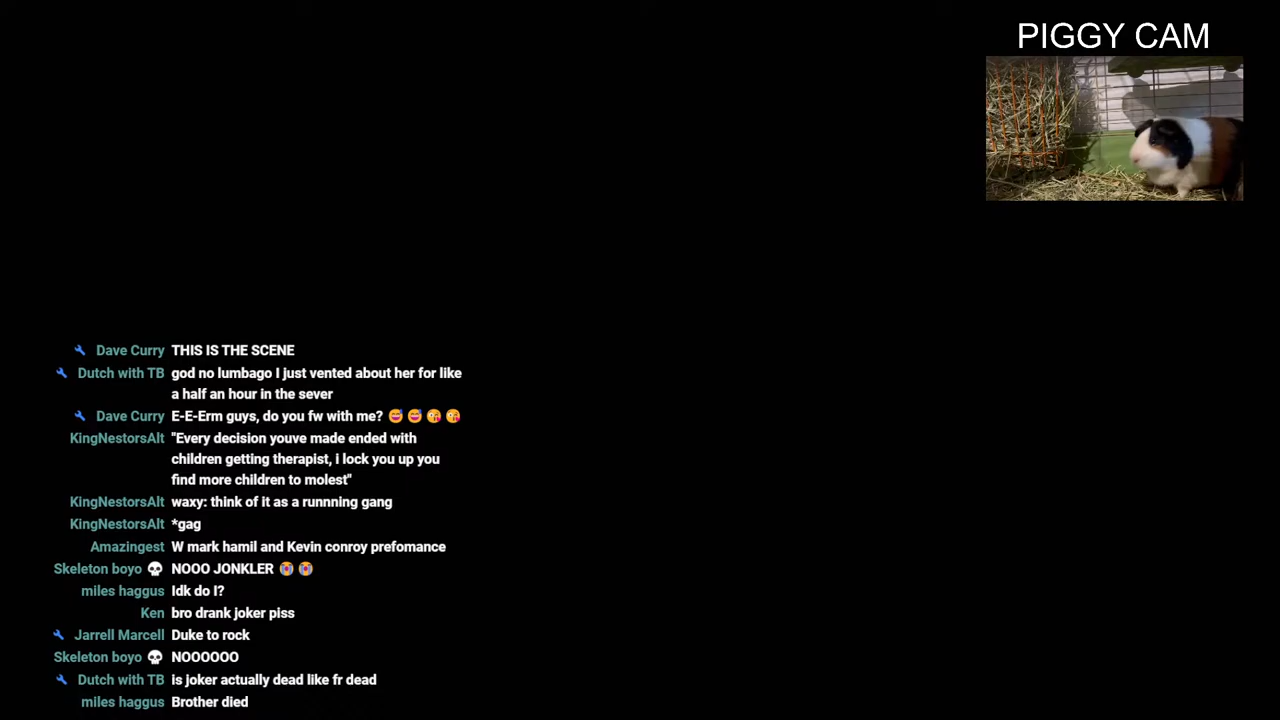 PIGGY CAM
Dave Curry THIS IS THE SCENE
Dutch with TB god no lumbago I just vented about her for like
a half an hour in the sever
Dave Curry E-E-Erm guys, do you fw with me? 😅 😅 😘 😘
KingNestorsAlt "Every decision youve made ended with
children getting therapist, i lock you up you
find more children to molest"
KingNestorsAlt waxy: think of it as a runnning gang
KingNestorsAlt *gag
Amazingest W mark hamil and Kevin conroy prefomance
Skeleton boyo 💀 NOOO JONKLER 😭 😭
miles haggus Idk do I?
Ken bro drank joker piss
Jarrell Marcell Duke to rock
Skeleton boyo 💀 NOOOOOO
Dutch with TB is joker actually dead like fr dead
miles haggus Brother died